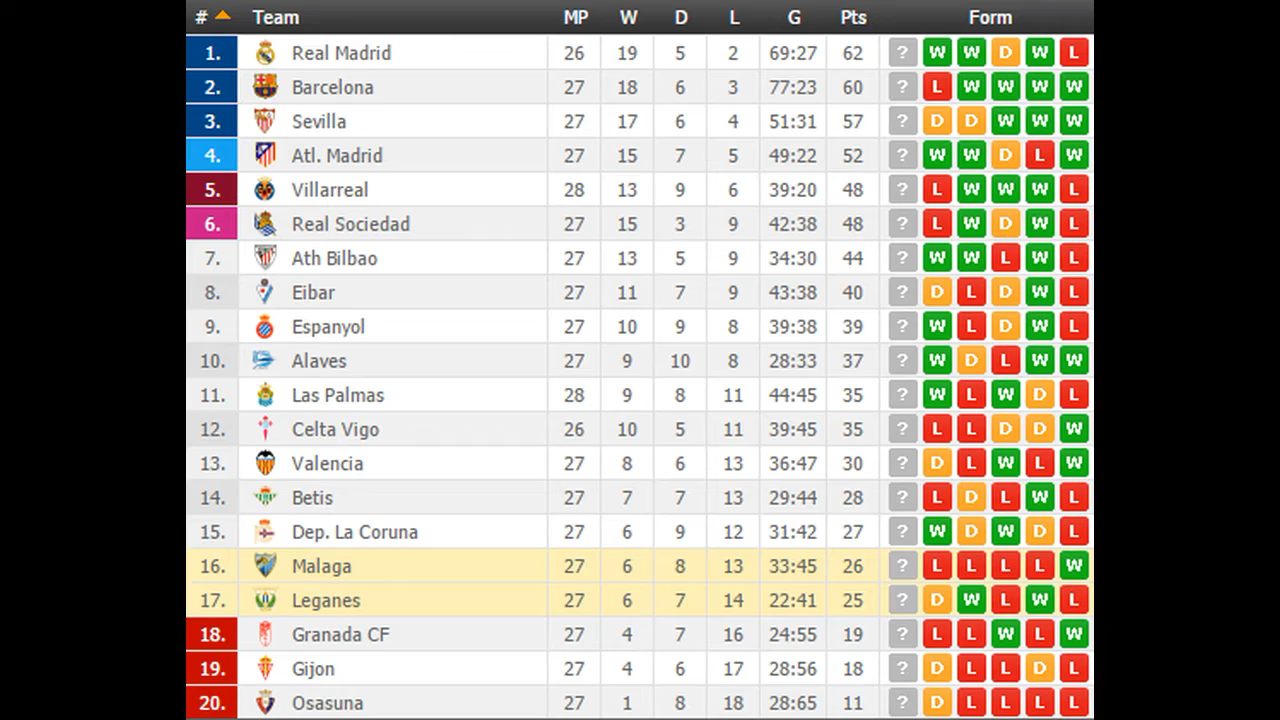 # Team MP W D L G Pts Form
1. Real Madrid 26 19 5 2 69:27 62 ? W W D W L
2. Barcelona 27 18 6 3 77:23 60 ? L W W W W
3. Sevilla 27 17 6 4 51:31 57 ? D D W W W
4. Atl. Madrid 27 15 7 5 49:22 52 ? W W D L W
5. Villarreal 28 13 9 6 39:20 48 ? L W W W L
6. Real Sociedad 27 15 3 9 42:38 48 ? L W D W L
7. Ath Bilbao 27 13 5 9 34:30 44 ? W W L W L
8. Eibar 27 11 7 9 43:38 40 ? D L D W L
9. Espanyol 27 10 9 8 39:38 39 ? W L D W L
10. Alaves 27 9 10 8 28:33 37 ? W D L W W
11. Las Palmas 28 9 8 11 44:45 35 ? W L W D L
12. Celta Vigo 26 10 5 11 39:45 35 ? L L D D W
13. Valencia 27 8 6 13 36:47 30 ? D L W L W
14. Betis 27 7 7 13 29:44 28 ? L D L W L
15. Dep. La Coruna 27 6 9 12 31:42 27 ? W D W D L
16. Malaga 27 6 8 13 33:45 26 ? L L L L W
17. Leganes 27 6 7 14 22:41 25 ? D W L W L
18. Granada CF 27 4 7 16 24:55 19 ? L L W L W
19. Gijon 27 4 6 17 28:56 18 ? D L L D L
20. Osasuna 27 1 8 18 28:65 11 ? D L L L L